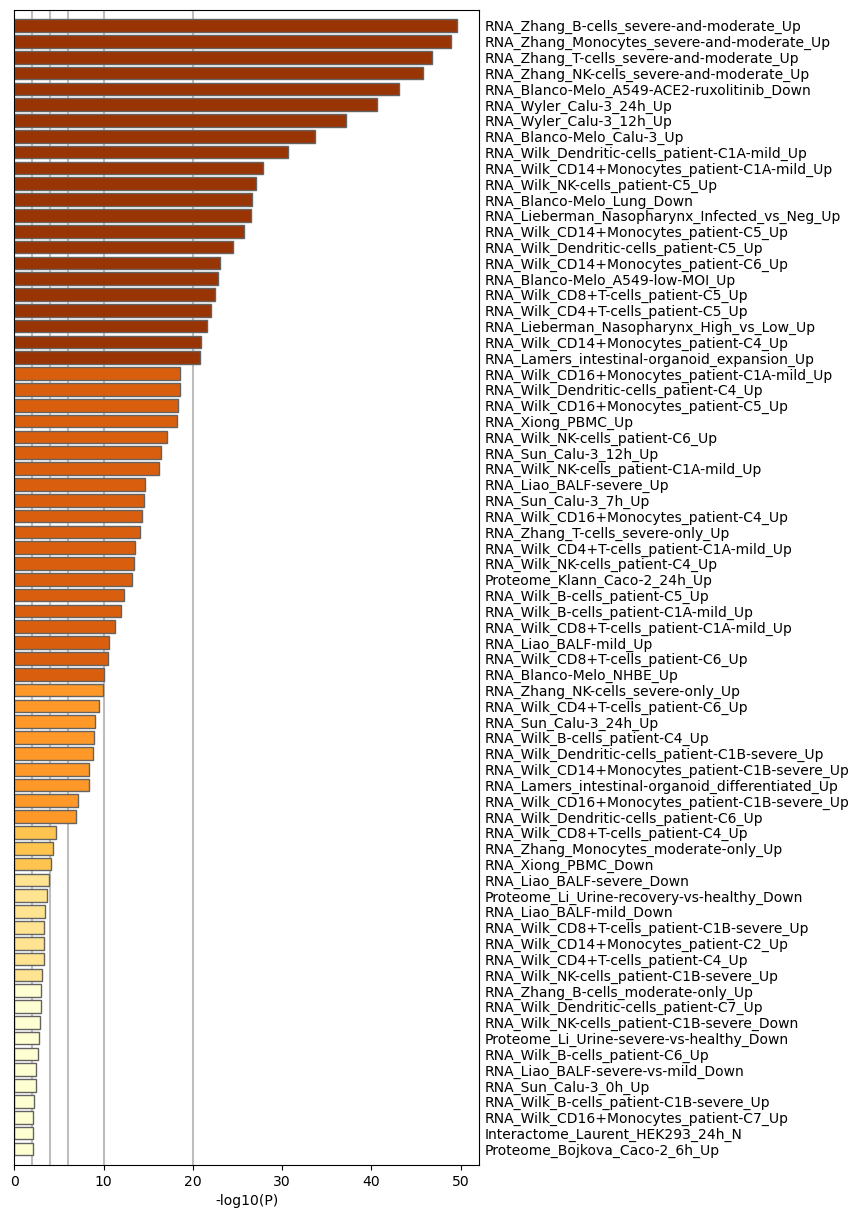 RNA_Zhang_B-cells_severe-and-moderate_Up
RNA_Zhang_Monocytes_severe-and-moderate_Up
RNA_Zhang_T-cells_severe-and-moderate_Up
RNA_Zhang_NK-cells_severe-and-moderate_Up
RNA_Blanco-Melo_A549-ACE2-ruxolitinib_Down
RNA_Wyler_Calu-3_24h_Up
RNA_Wyler_Calu-3_12h_Up
RNA_Blanco-Melo_Calu-3_Up
RNA_Wilk_Dendritic-cells_patient-C1A-mild_Up
RNA_Wilk_CD14+Monocytes_patient-C1A-mild_Up
RNA_Wilk_NK-cells_patient-C5_Up
RNA_Blanco-Melo_Lung_Down
RNA_Lieberman_Nasopharynx_Infected_vs_Neg_Up
RNA_Wilk_CD14+Monocytes_patient-C5_Up
RNA_Wilk_Dendritic-cells_patient-C5_Up
RNA_Wilk_CD14+Monocytes_patient-C6_Up
RNA_Blanco-Melo_A549-low-MOI_Up
RNA_Wilk_CD8+T-cells_patient-C5_Up
RNA_Wilk_CD4+T-cells_patient-C5_Up
RNA_Lieberman_Nasopharynx_High_vs_Low_Up
RNA_Wilk_CD14+Monocytes_patient-C4_Up
RNA_Lamers_intestinal-organoid_expansion_Up
RNA_Wilk_CD16+Monocytes_patient-C1A-mild_Up
RNA_Wilk_Dendritic-cells_patient-C4_Up
RNA_Wilk_CD16+Monocytes_patient-C5_Up
RNA_Xiong_PBMC_Up
RNA_Wilk_NK-cells_patient-C6_Up
RNA_Sun_Calu-3_12h_Up
RNA_Wilk_NK-cells_patient-C1A-mild_Up
RNA_Liao_BALF-severe_Up
RNA_Sun_Calu-3_7h_Up
RNA_Wilk_CD16+Monocytes_patient-C4_Up
RNA_Zhang_T-cells_severe-only_Up
RNA_Wilk_CD4+T-cells_patient-C1A-mild_Up
RNA_Wilk_NK-cells_patient-C4_Up
Proteome_Klann_Caco-2_24h_Up
RNA_Wilk_B-cells_patient-C5_Up
RNA_Wilk_B-cells_patient-C1A-mild_Up
RNA_Wilk_CD8+T-cells_patient-C1A-mild_Up
RNA_Liao_BALF-mild_Up
RNA_Wilk_CD8+T-cells_patient-C6_Up
RNA_Blanco-Melo_NHBE_Up
RNA_Zhang_NK-cells_severe-only_Up
RNA_Wilk_CD4+T-cells_patient-C6_Up
RNA_Sun_Calu-3_24h_Up
RNA_Wilk_B-cells_patient-C4_Up
RNA_Wilk_Dendritic-cells_patient-C1B-severe_Up
RNA_Wilk_CD14+Monocytes_patient-C1B-severe_Up
RNA_Lamers_intestinal-organoid_differentiated_Up
RNA_Wilk_CD16+Monocytes_patient-C1B-severe_Up
RNA_Wilk_Dendritic-cells_patient-C6_Up
RNA_Wilk_CD8+T-cells_patient-C4_Up
RNA_Zhang_Monocytes_moderate-only_Up
RNA_Xiong_PBMC_Down
RNA_Liao_BALF-severe_Down
Proteome_Li_Urine-recovery-vs-healthy_Down
RNA_Liao_BALF-mild_Down
RNA_Wilk_CD8+T-cells_patient-C1B-severe_Up
RNA_Wilk_CD14+Monocytes_patient-C2_Up
RNA_Wilk_CD4+T-cells_patient-C4_Up
RNA_Wilk_NK-cells_patient-C1B-severe_Up
RNA_Zhang_B-cells_moderate-only_Up
RNA_Wilk_Dendritic-cells_patient-C7_Up
RNA_Wilk_NK-cells_patient-C1B-severe_Down
Proteome_Li_Urine-severe-vs-healthy_Down
RNA_Wilk_B-cells_patient-C6_Up
RNA_Liao_BALF-severe-vs-mild_Down
RNA_Sun_Calu-3_0h_Up
RNA_Wilk_B-cells_patient-C1B-severe_Up
RNA_Wilk_CD16+Monocytes_patient-C7_Up
Interactome_Laurent_HEK293_24h_N
Proteome_Bojkova_Caco-2_6h_Up
0 10 20 30 40 50
-log10(P)